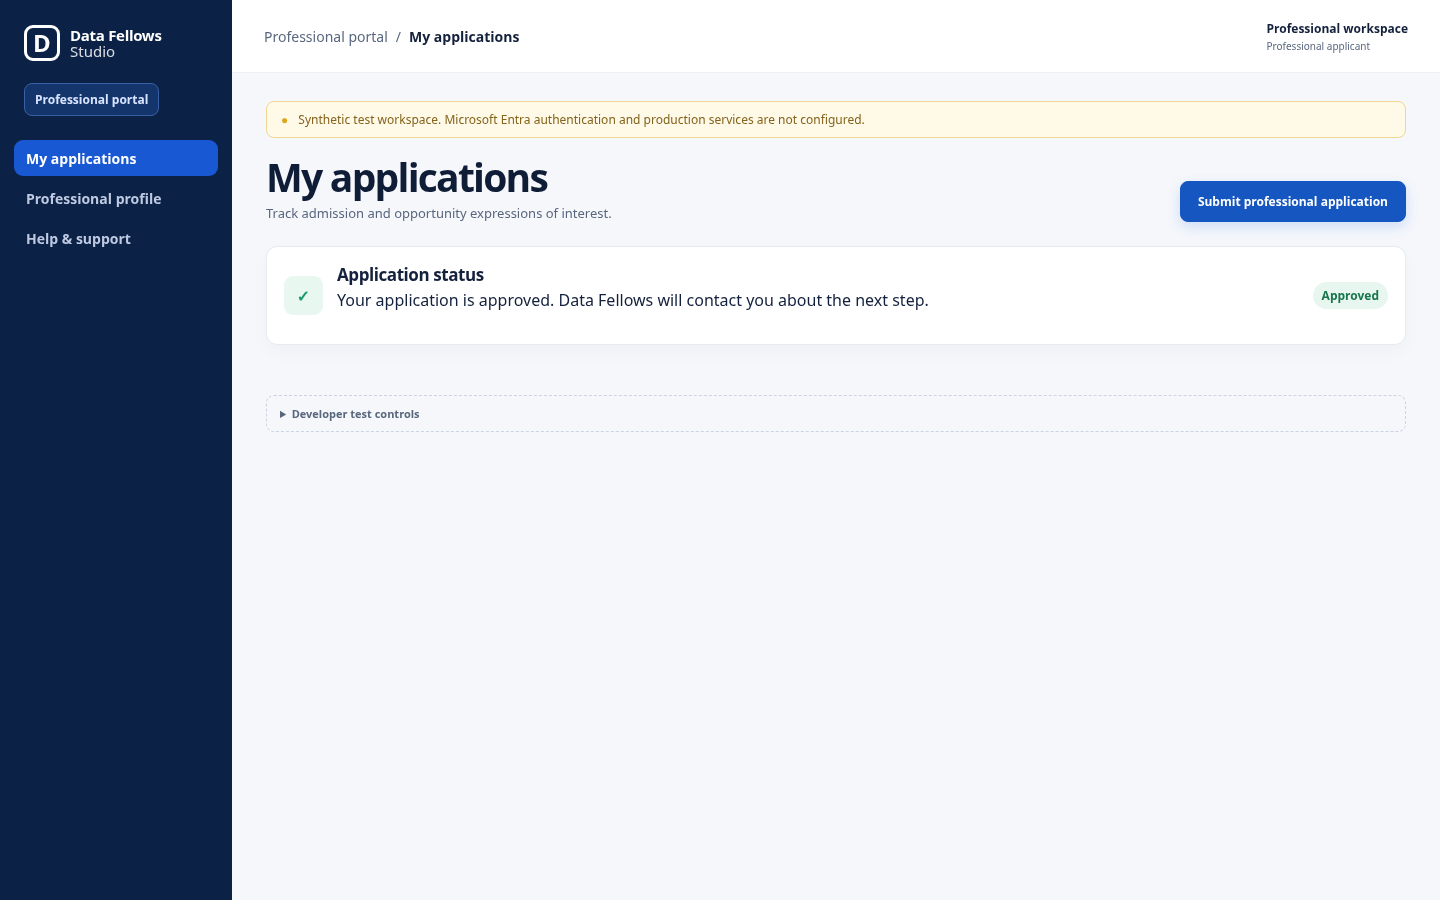 D
Data Fellows
Studio
Professional portal
My applications
Professional profile
Help & support
Professional portal / My applications
Professional workspace
Professional applicant
Synthetic test workspace. Microsoft Entra authentication and production services are not configured.
My applications
Track admission and opportunity expressions of interest.
Submit professional application
Application status
✓
Your application is approved. Data Fellows will contact you about the next step.
Approved
▶ Developer test controls